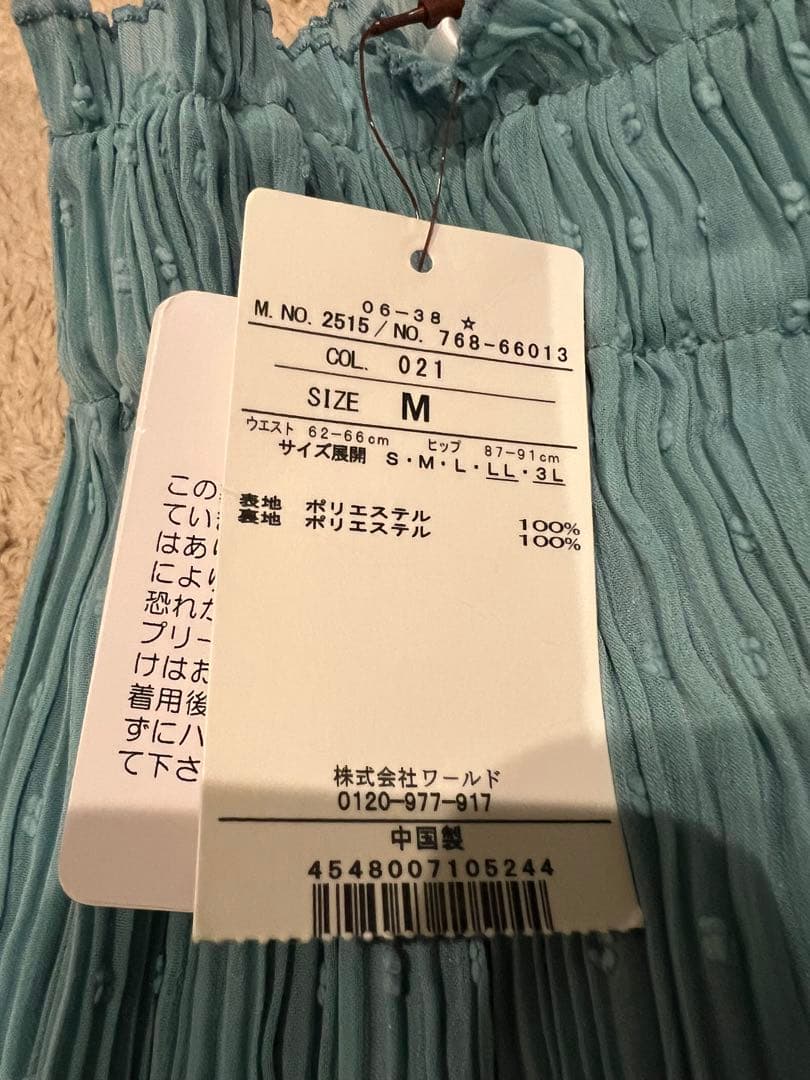 06-38 ☆
M. NO. 2515 / NO. 768-66013
COL. 021
SIZE M
ウエスト 62-66cm ヒップ 87-91cm
サイズ展開 S・M・L・LL・3L
表地 ポリエステル 100%
裏地 ポリエステル 100%
株式会社ワールド
0120-977-917
中国製
4548007105244
この
てい
はあ
により
恐れ
プリー
けはお
着用後
ずにハ
て下さ